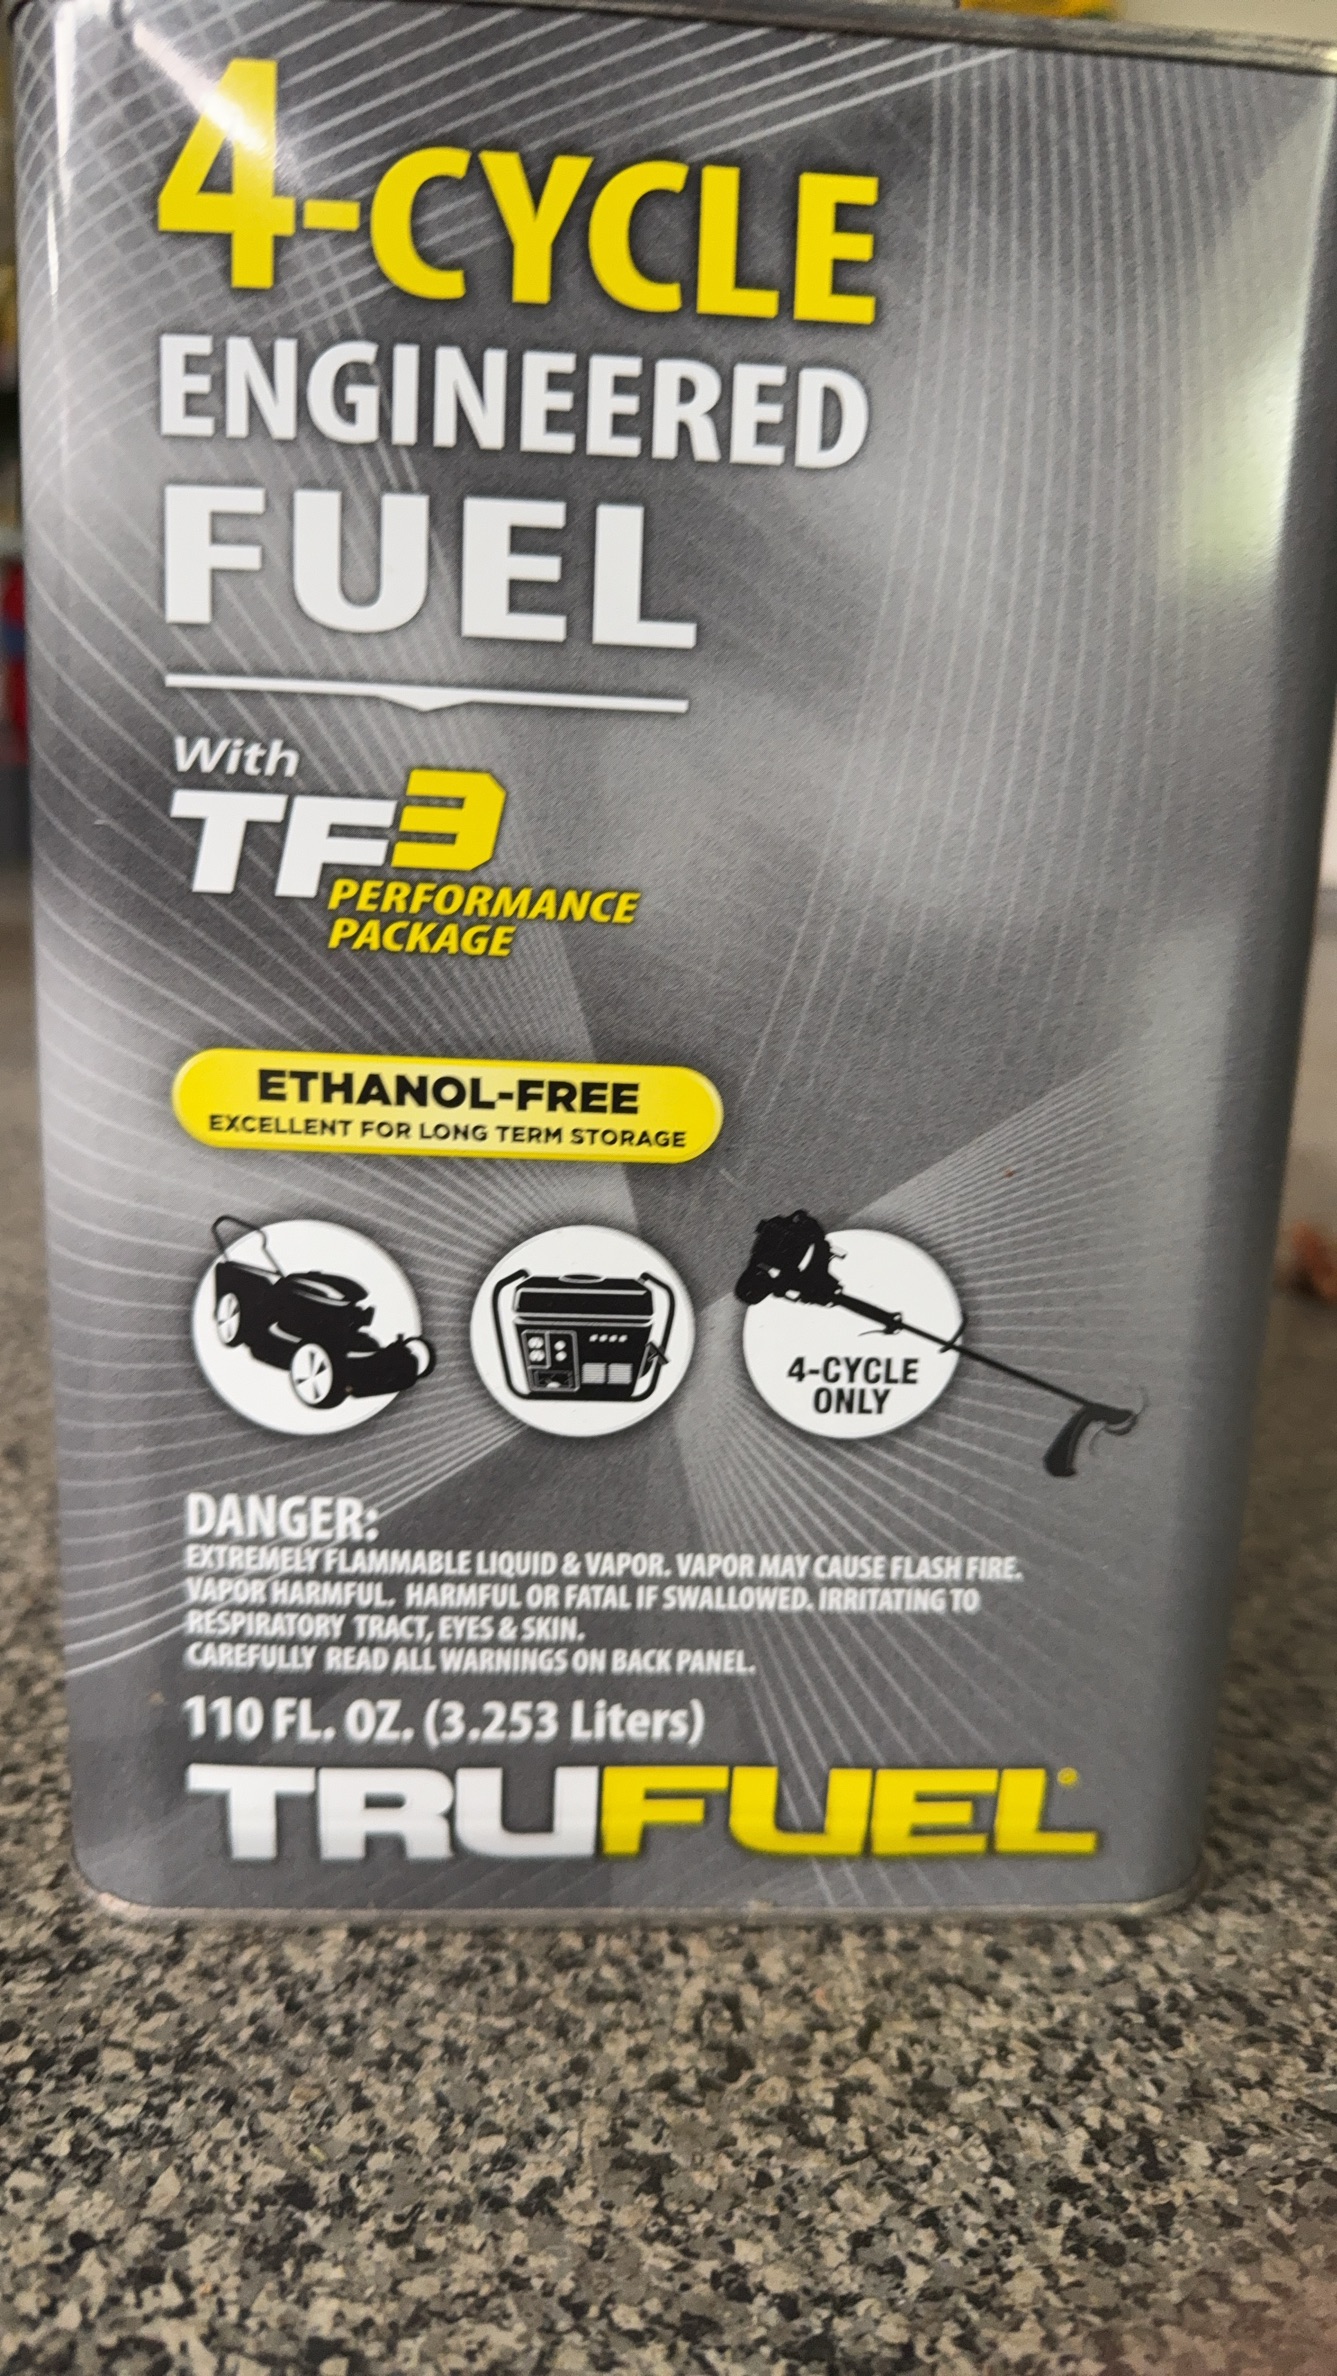 4-CYCLE
ENGINEERED
FUEL
With
TF3
PERFORMANCE
PACKAGE
ETHANOL-FREE
EXCELLENT FOR LONG TERM STORAGE
4-CYCLE
ONLY
DANGER:
EXTREMELY FLAMMABLE LIQUID & VAPOR. VAPOR MAY CAUSE FLASH FIRE.
VAPOR HARMFUL. HARMFUL OR FATAL IF SWALLOWED. IRRITATING TO
RESPIRATORY TRACT, EYES & SKIN.
CAREFULLY READ ALL WARNINGS ON BACK PANEL.
110 FL. OZ. (3.253 Liters)
TRUFUEL®